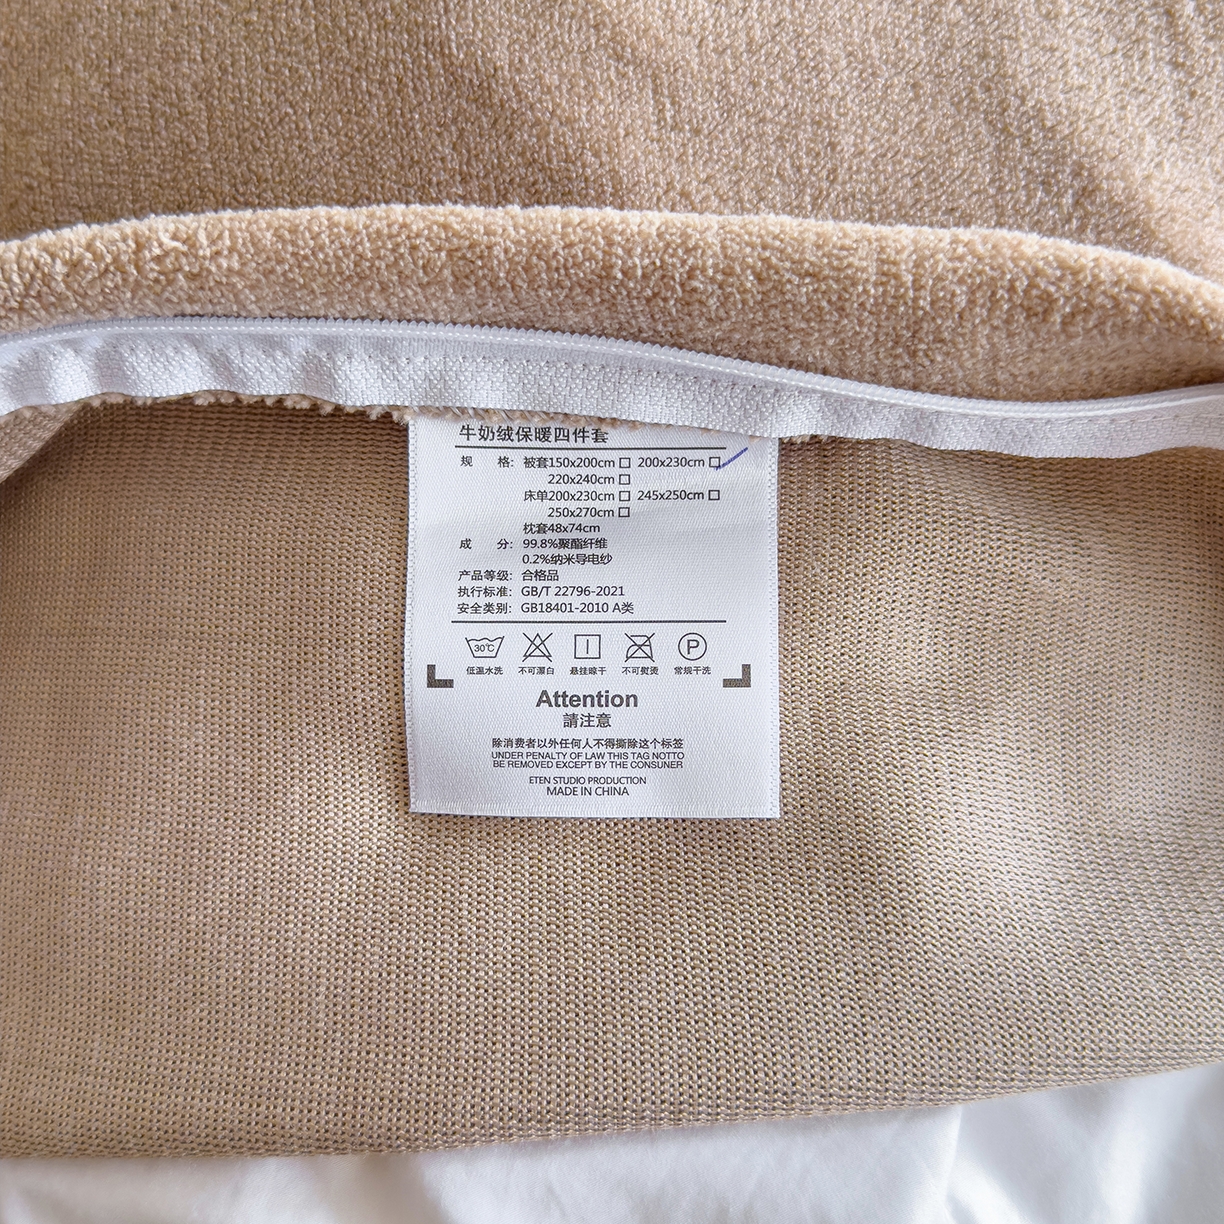 牛奶绒保暖四件套
规 格: 被套150x200cm □ 200x230cm □
220x240cm □
床单200x230cm □ 245x250cm □
250x270cm □
枕套48x74cm
成 分: 99.8%聚酯纤维
0.2%纳米导电纱
产品等级: 合格品
执行标准: GB/T 22796-2021
安全类别: GB18401-2010 A类
30℃ P
低温水洗 不可漂白 悬挂晾干 不可熨烫 常规干洗
Attention
請注意
除消费者以外任何人不得撕除这个标签
UNDER PENALTY OF LAW THIS TAG NOTTO
BE REMOVED EXCEPT BY THE CONSUNER
ETEN STUDIO PRODUCTION
MADE IN CHINA